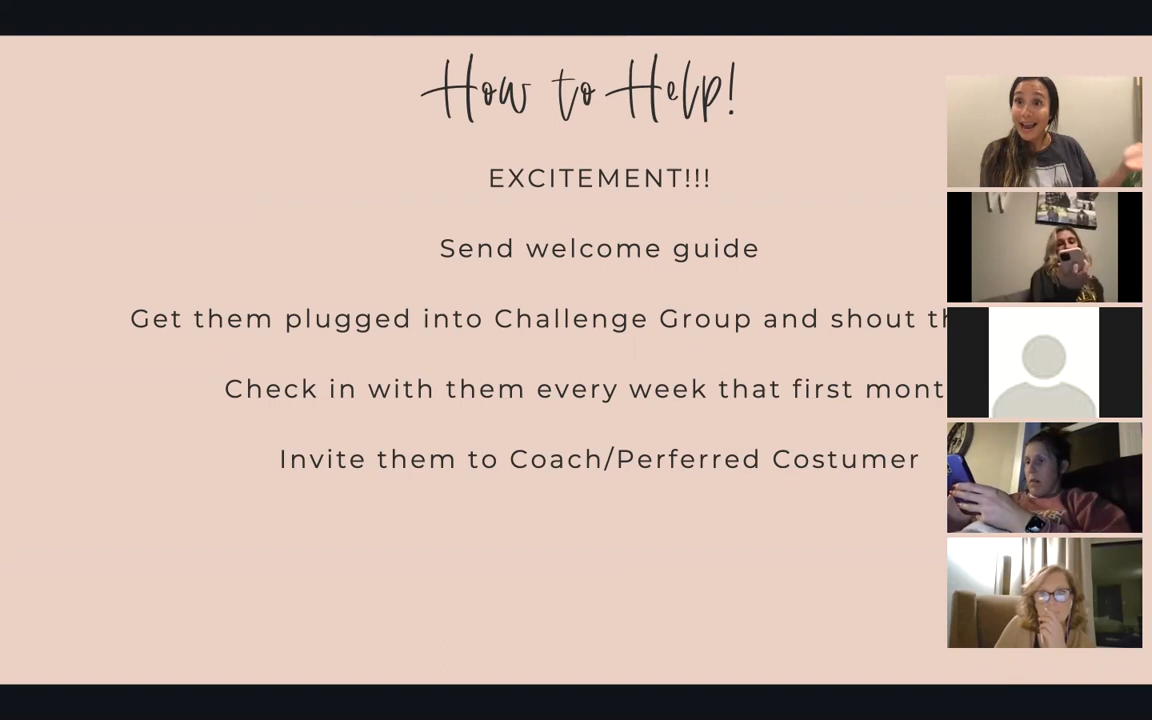 How to Help!
EXCITEMENT!!!
Send welcome guide
Get them plugged into Challenge Group and shout
Check in with them every week that first
Invite them to Coach/Perferred Costumer